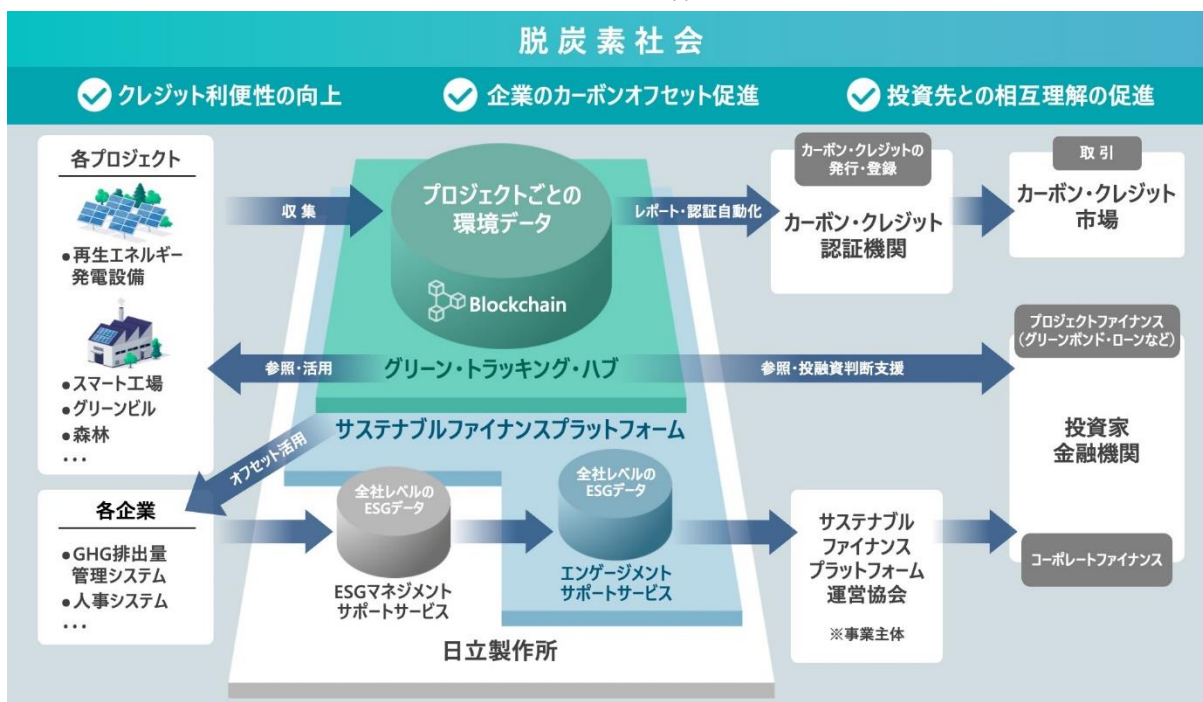 脱炭素社会
クレジット利便性の向上
企業のカーボンオフセット促進
投資先との相互理解の促進
各プロジェクト
●再生エネルギー
発電設備
●スマート工場
●グリーンビル
●森林
・・・
収集
プロジェクトごとの
環境データ
Blockchain
グリーン・トラッキング・ハブ
サステナブルファイナンスプラットフォーム
レポート・認証自動化
カーボン・クレジットの
発行・登録
カーボン・クレジット
認証機関
取引
カーボン・クレジット
市場
参照・活用
参照・投融資判断支援
プロジェクトファイナンス
(グリーンボンド・ローンなど)
投資家
金融機関
コーポレートファイナンス
オフセット活用
各企業
●GHG排出量
管理システム
●人事システム
・・・
全社レベルの
ESGデータ
ESGマネジメント
サポートサービス
全社レベルの
ESGデータ
エンゲージメント
サポートサービス
サステナブル
ファイナンス
プラットフォーム
運営協会
※事業主体
日立製作所